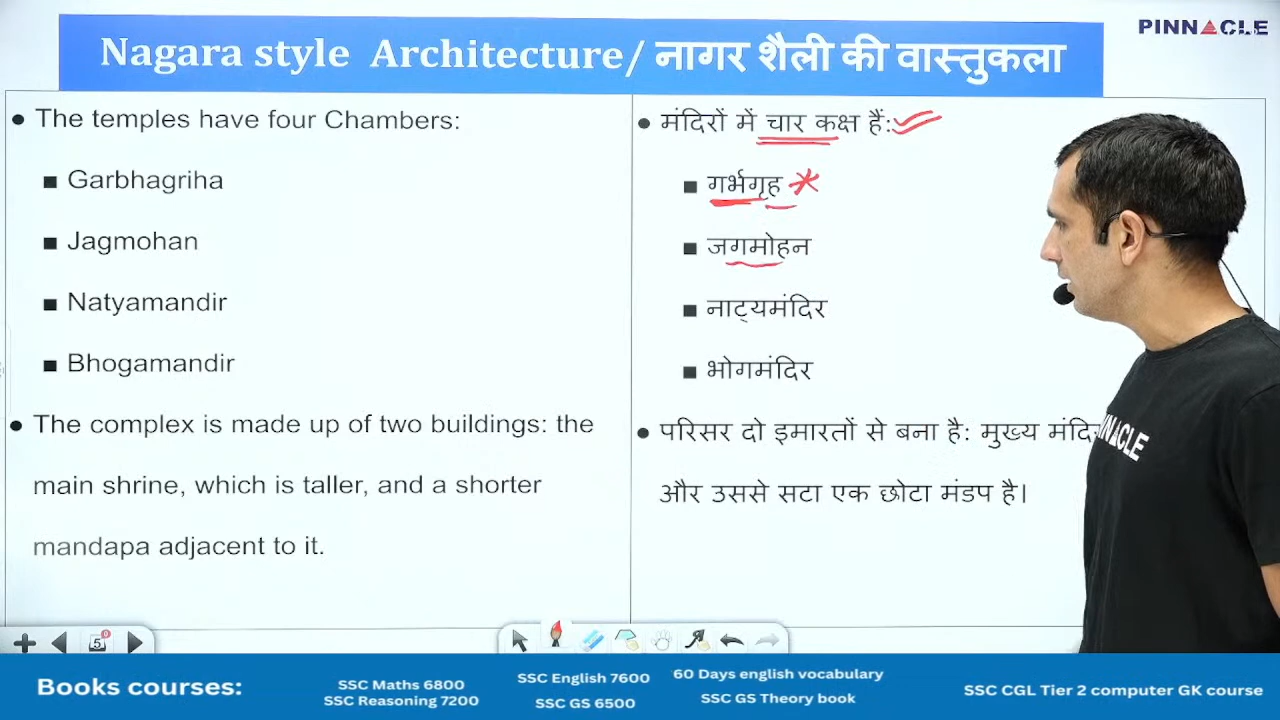 PINNACLE
Nagara style Architecture/ नागर शैली की वास्तुकला
● The temples have four Chambers:
■ Garbhagriha
■ Jagmohan
■ Natyamandir
■ Bhogamandir
● The complex is made up of two buildings: the
main shrine, which is taller, and a shorter
mandapa adjacent to it.
● मंदिरों में चार कक्ष हैं:
■ गर्भगृह
■ जगमोहन
■ नाट्यमंदिर
■ भोगमंदिर
● परिसर दो इमारतों से बना है: मुख्य
और उससे सटा एक छोटा मंडप है।
5
Books courses:
SSC Maths 6800
SSC Reasoning 7200
SSC English 7600
SSC GS 6500
60 Days english vocabulary
SSC GS Theory book
SSC CGL Tier 2 computer GK course